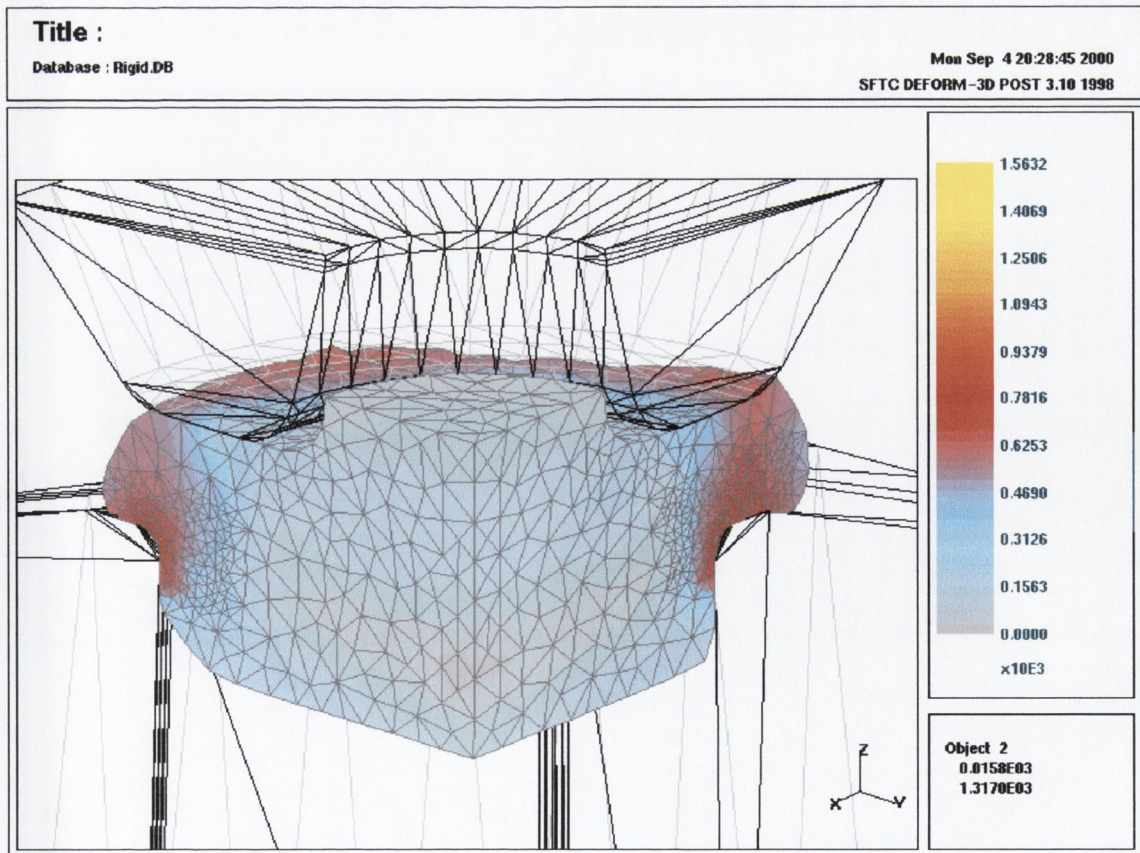 Title :
Database : Rigid.DB
Mon Sep 4 20:28:45 2000
SFTC DEFORM-3D POST 3.10 1998
1.5632
1.4069
1.2506
1.0943
0.9379
0.7816
0.6253
0.4690
0.3126
0.1563
0.0000
x10E3
Z
X
Y
Object 2
0.0158E03
1.3170E03